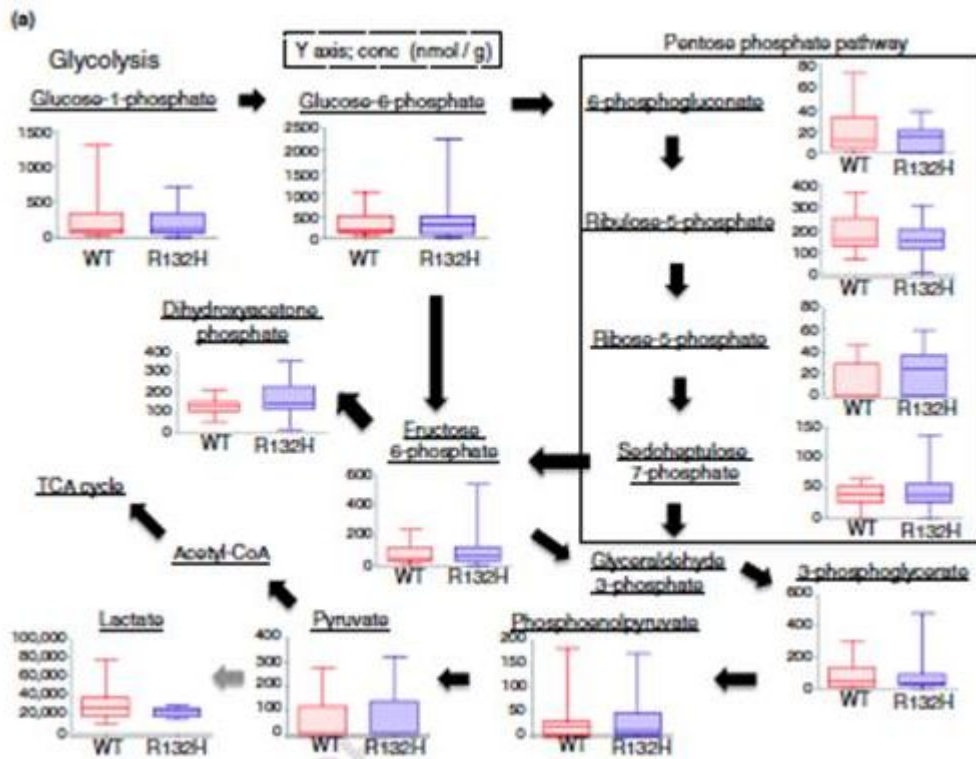 (a)
Y axis; conc (nmol / g)
Pentose phosphate pathway
Glycolysis
Glucose-1-phosphate
Glucose-6-phosphate
6-phosphogluconate
80
60
40
20
0
WT R132H
1500
1000
500
0
WT R132H
2500
2000
1500
1000
500
0
WT R132H
Ribulose-5-phosphate
400
300
200
100
0
WT R132H
Dihydroxyacetone
phosphate
400
300
200
100
0
WT R132H
Ribose-5-phosphate
80
60
40
20
0
WT R132H
Fructose
6-phosphate
600
400
200
0
WT R132H
Sedoheptulose
7-phosphate
150
100
50
0
WT R132H
TCA cycle
Acetyl-CoA
Glyceraldehyde
3-phosphate
3-phosphoglycerate
600
400
200
0
WT R132H
Lactate
100,000
80,000
60,000
40,000
20,000
0
WT R132H
Pyruvate
400
300
200
100
0
WT R132H
Phosphoenolpyruvate
200
150
100
50
0
WT R132H